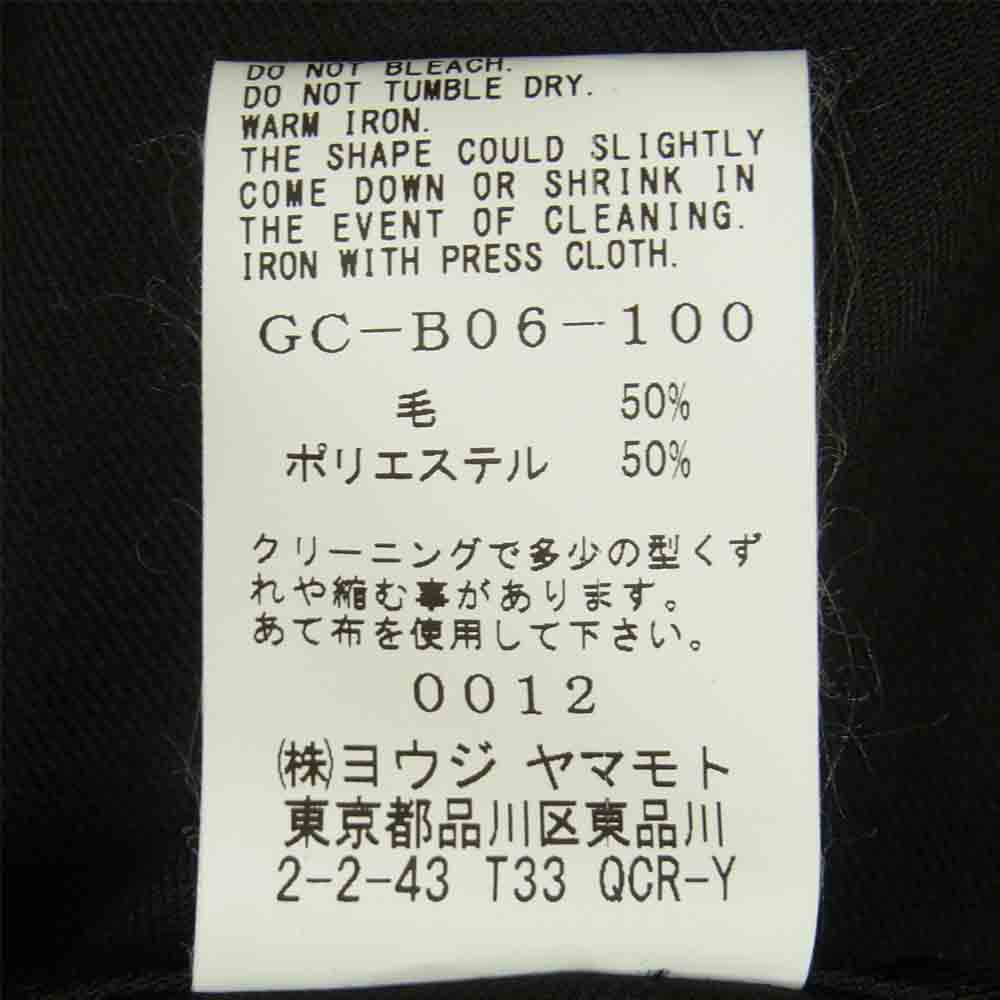 DO NOT BLEACH.
DO NOT TUMBLE DRY.
WARM IRON.
THE SHAPE COULD SLIGHTLY
COME DOWN OR SHRINK IN
THE EVENT OF CLEANING.
IRON WITH PRESS CLOTH.
GC-B06-100
毛 50%
ポリエステル 50%
クリーニングで多少の型くず
れや縮む事があります。
あて布を使用して下さい。
0012
(株)ヨウジ ヤマモト
東京都品川区東品川
2-2-43 T33 QCR-Y